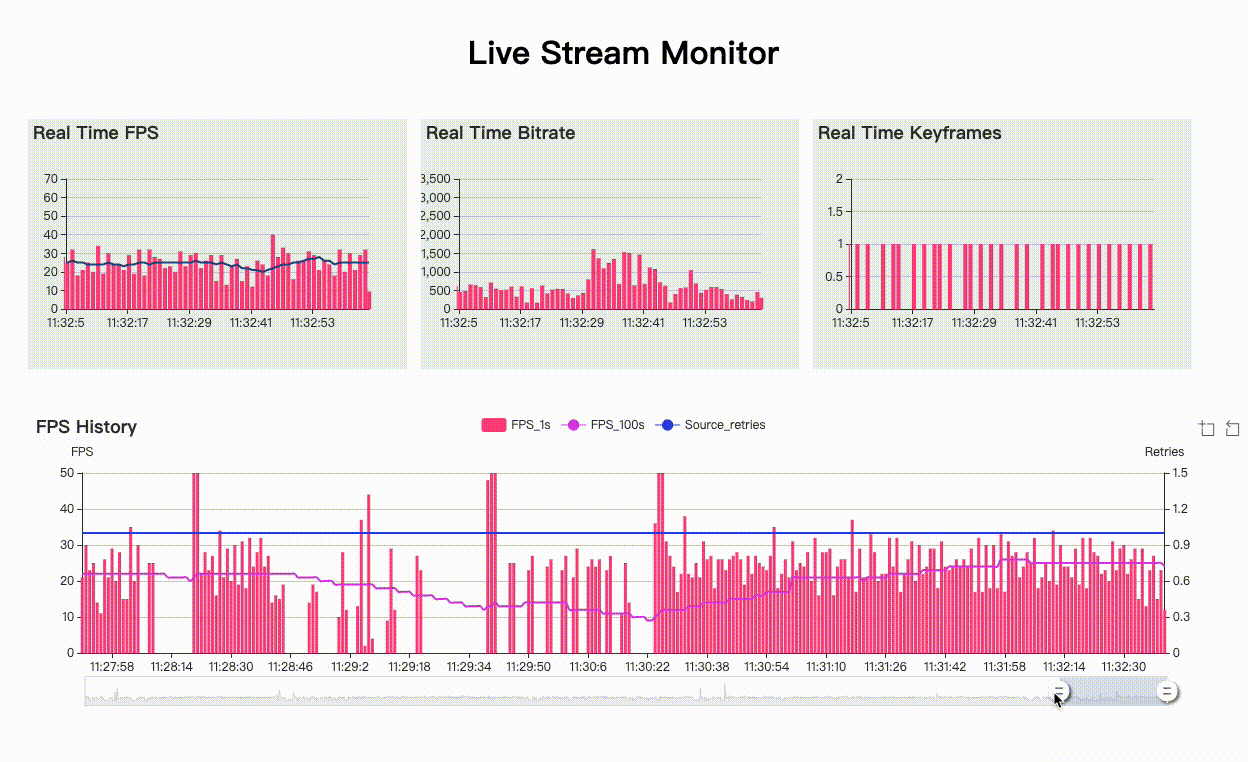 Live Stream Monitor
Real Time FPS
70
60
50
40
30
20
10
0
11:32:5 11:32:17 11:32:29 11:32:41 11:32:53
Real Time Bitrate
3,500
3,000
2,500
2,000
1,500
1,000
500
0
11:32:5 11:32:17 11:32:29 11:32:41 11:32:53
Real Time Keyframes
2
1.5
1
0.5
0
11:32:5 11:32:17 11:32:29 11:32:41 11:32:53
FPS History
FPS_1s FPS_100s Source_retries
FPS Retries
50 1.5
40 1.2
30 0.9
20 0.6
10 0.3
0 0
11:27:58 11:28:14 11:28:30 11:28:46 11:29:2 11:29:18 11:29:34 11:29:50 11:30:6 11:30:22 11:30:38 11:30:54 11:31:10 11:31:26 11:31:42 11:31:58 11:32:14 11:32:30